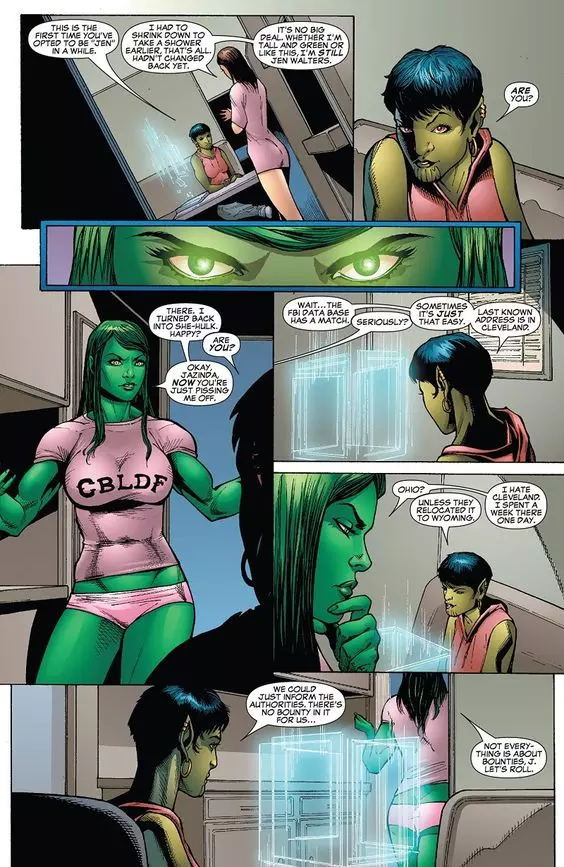 THIS IS THE
FIRST TIME
YOU'VE
OPTED TO BE "JEN"
IN A WHILE.
I HAD TO
SHRINK DOWN
TO TAKE A SHOWER
EARLIER, THAT'S ALL.
HADN'T CHANGED
BACK YET.
IT'S NO BIG
DEAL. WHETHER I'M
TALL AND GREEN OR
LIKE THIS, I'M STILL
JEN WALTERS.
ARE
YOU?
THERE. I
TURNED BACK
INTO SHE-HULK.
HAPPY?
ARE
YOU?
OKAY,
JAZINDA,
NOW YOU'RE
JUST PISSING
ME OFF.
CBLDF
WAIT...THE
FBI DATA BASE
HAS A MATCH.
SERIOUSLY?
SOMETIMES
IT'S JUST
THAT EASY.
LAST KNOWN
ADDRESS IS IN
CLEVELAND.
OHIO?
UNLESS THEY
RELOCATED
IT TO WYOMING.
I HATE
CLEVELAND.
I SPENT A
WEEK THERE
ONE DAY.
WE COULD
JUST INFORM THE
AUTHORITIES. THERE'S
NO BOUNTY IN IT
FOR US...
NOT EVERY-
THING IS ABOUT
BOUNTIES, J.
LET'S ROLL.